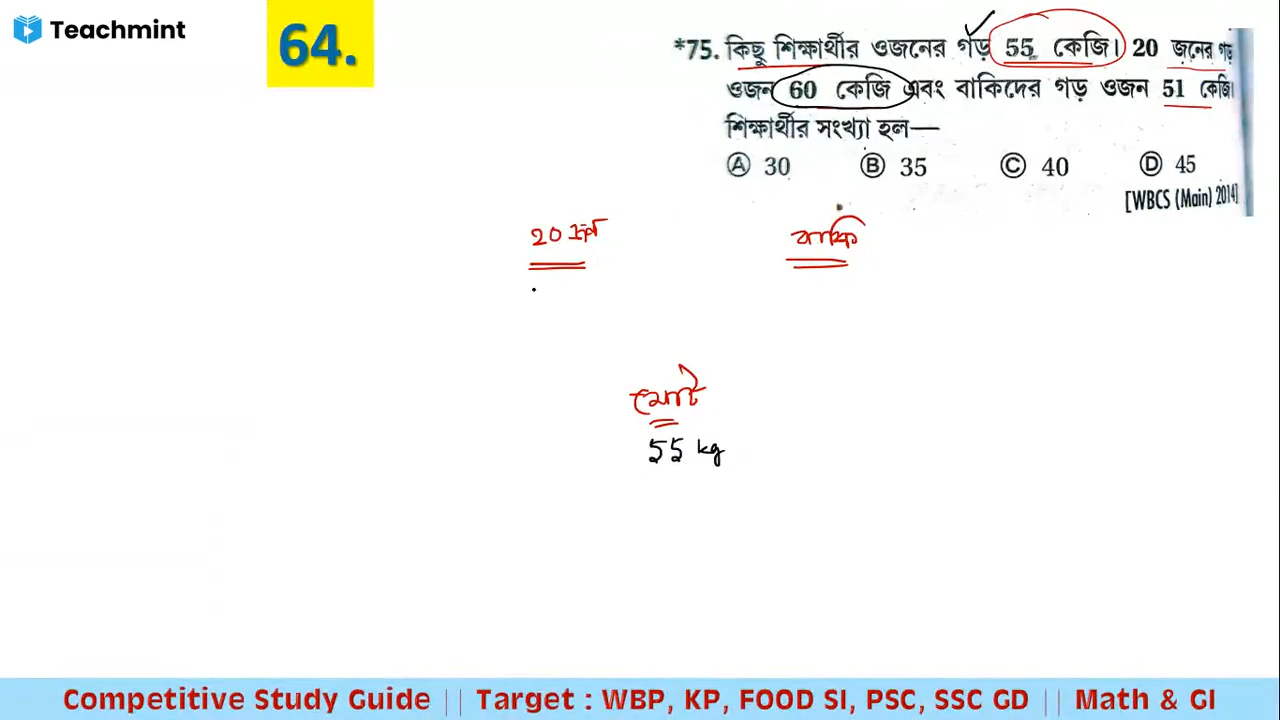 Teachmint
64.
*75. কিছু শিক্ষার্থীর ওজনের গড় 55 কেজি। 20 জনের গড়
ওজন 60 কেজি এবং বাকিদের গড় ওজন 51 কেজি।
শিক্ষার্থীর সংখ্যা হল—
Ⓐ 30 Ⓑ 35 Ⓒ 40 Ⓓ 45
[WBCS (Main) 2014]
২০ জন বাকি
মোট
55 kg
Competitive Study Guide || Target : WBP, KP, FOOD SI, PSC, SSC GD || Math & GI